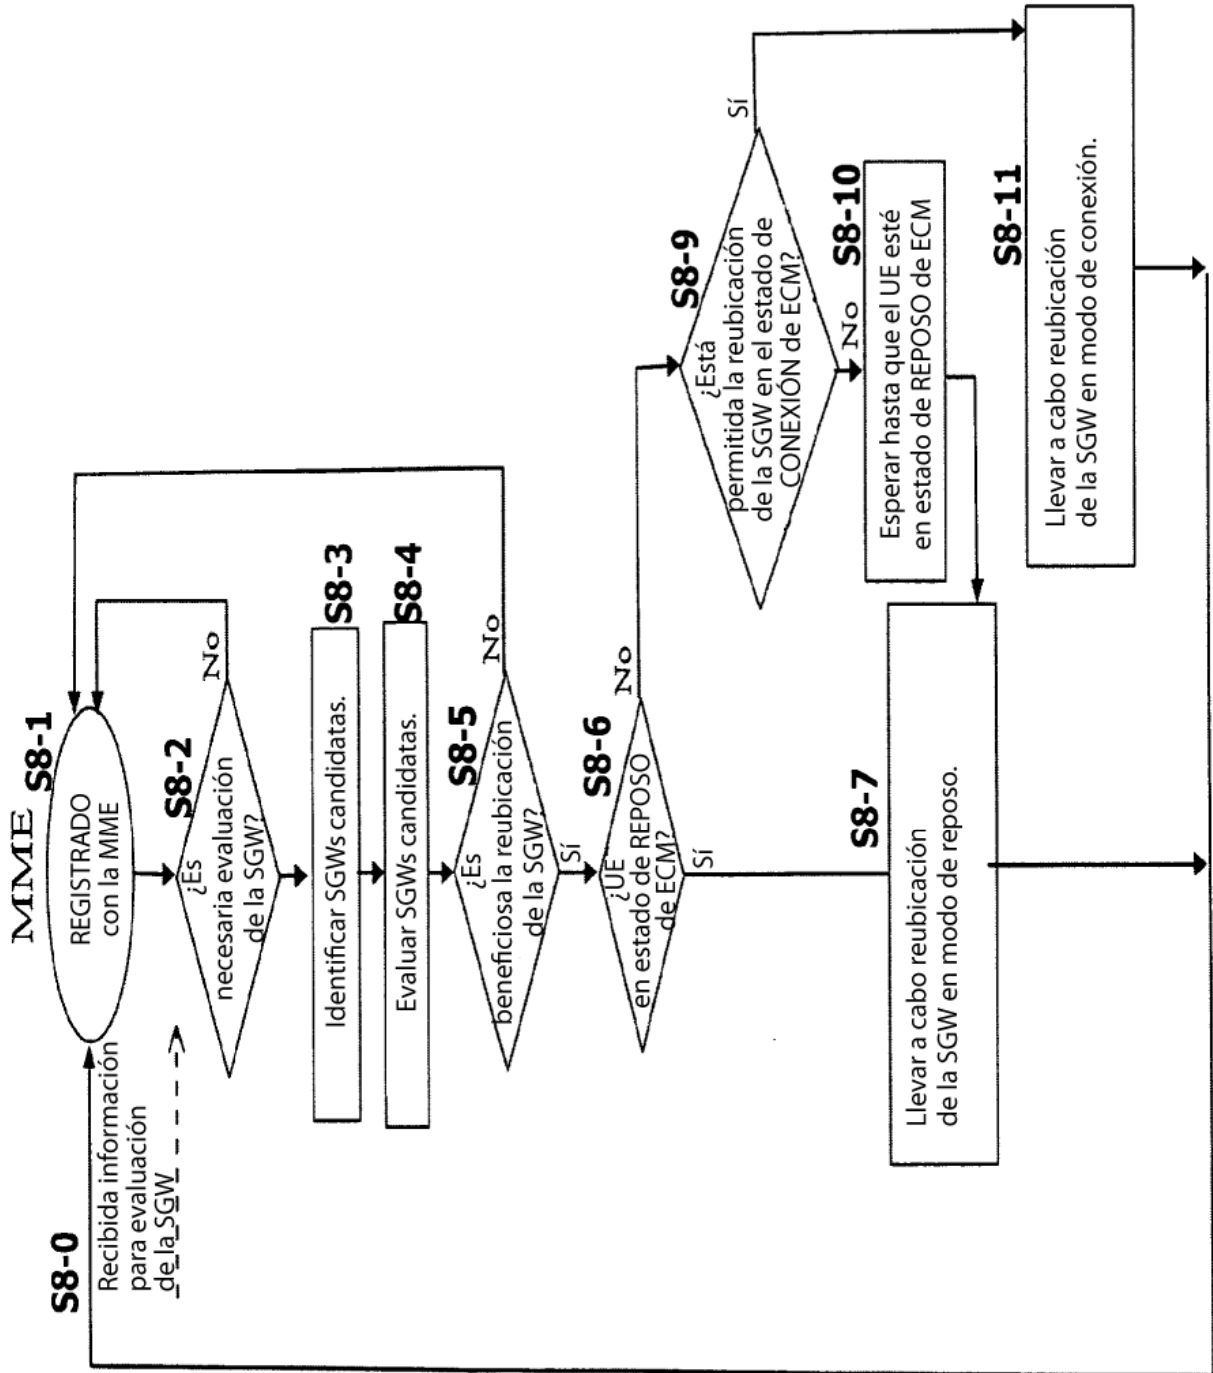 MME
S8-1
REGISTRADO
con la MME
S8-0
Recibida información
para evaluación
de la SGW
S8-2
¿Es
necesaria evaluación
de la SGW?
No
S8-3
Identificar SGWs candidatas.
S8-4
Evaluar SGWs candidatas.
S8-5
¿Es
beneficiosa la reubicación
de la SGW?
No
Sí
S8-6
¿UE
en estado de REPOSO
de ECM?
No
Sí
S8-9
¿Está
permitida la reubicación
de la SGW en el estado de
CONEXIÓN de ECM?
Sí
No
S8-10
Esperar hasta que el UE esté
en estado de REPOSO de ECM
S8-7
Llevar a cabo reubicación
de la SGW en modo de reposo.
S8-11
Llevar a cabo reubicación
de la SGW en modo de conexión.